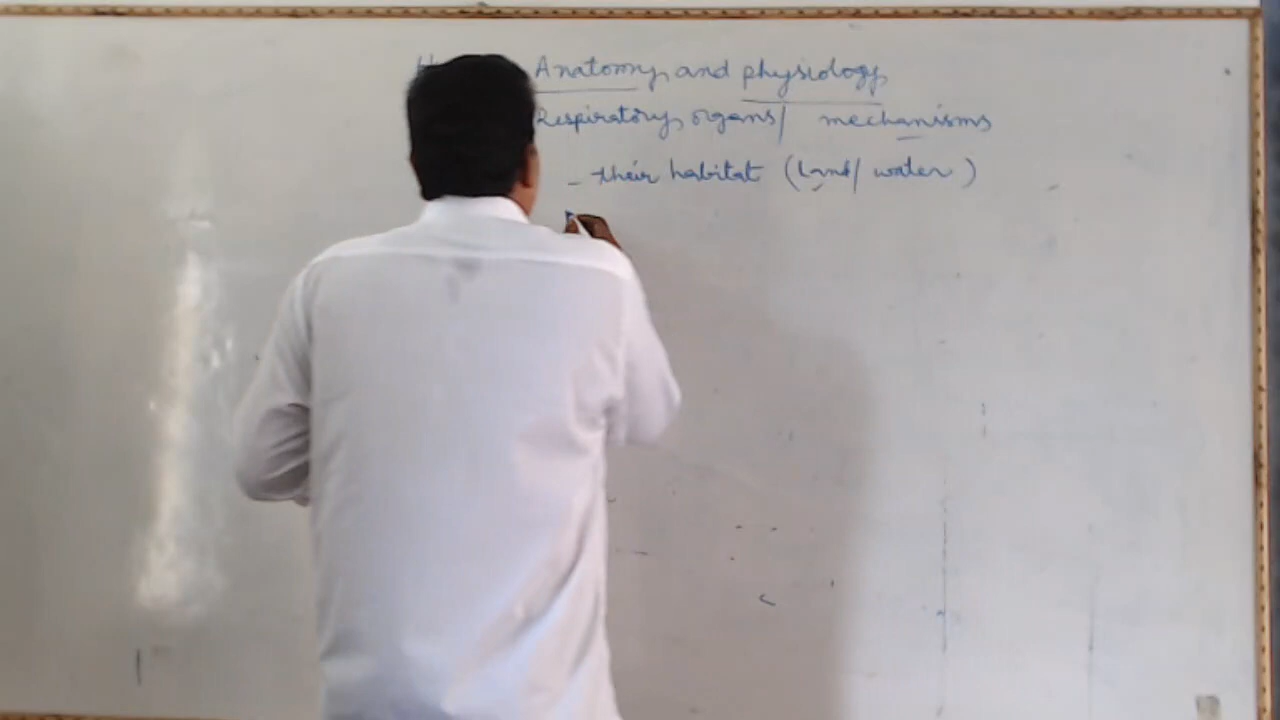 Anatomy and physiology
Respiratory organs/ mechanisms
- their habitat (Land/ water)